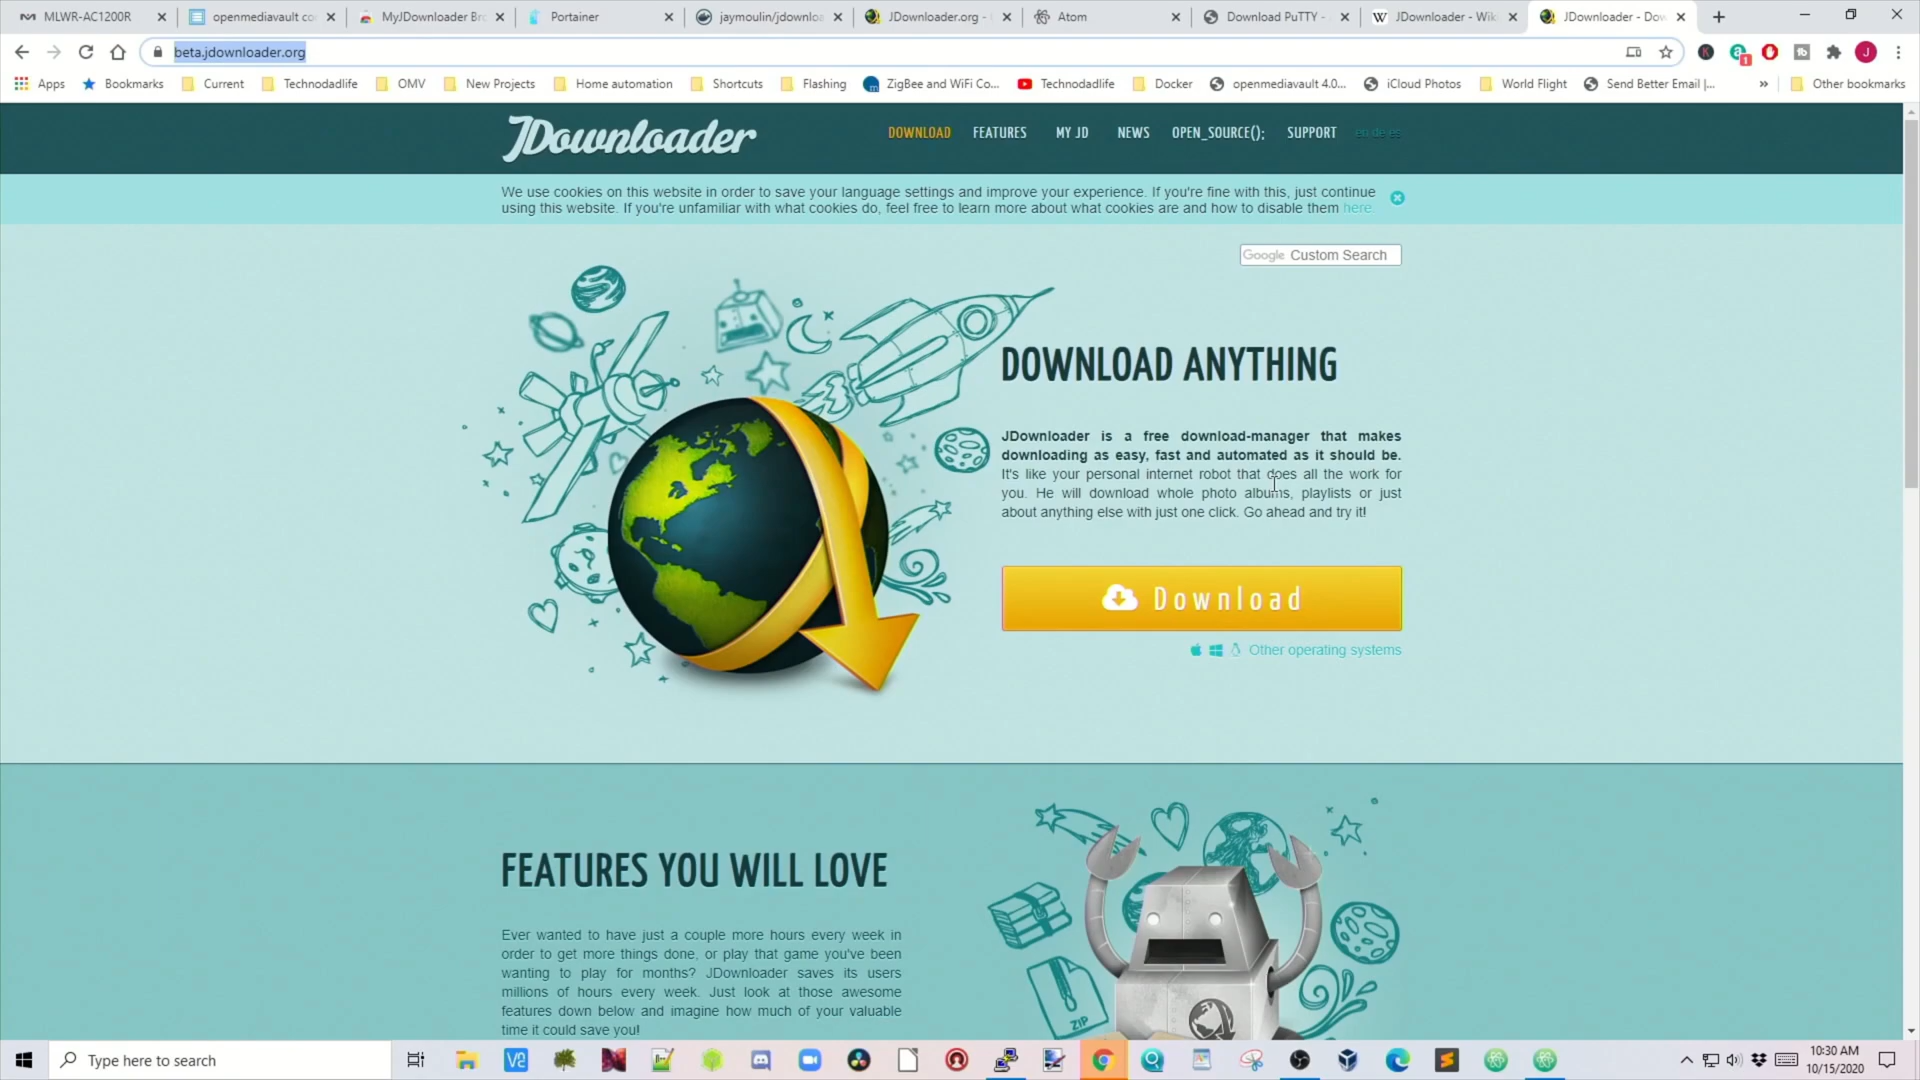 MLWR-AC1200R
openmediavault co
MyJDownloader Br
Portainer
jaymoulin/jdownloa
JDownloader.org -
Atom
Download PuTTY -
JDownloader - Wik
JDownloader - Dow
beta.jdownloader.org
Apps
Bookmarks
Current
Technodadlife
OMV
New Projects
Home automation
Shortcuts
Flashing
ZigBee and WiFi Co...
Technodadlife
Docker
openmediavault 4.0...
iCloud Photos
World Flight
Send Better Email |...
Other bookmarks
JDownloader
DOWNLOAD
FEATURES
MY JD
NEWS
OPEN_SOURCE();
SUPPORT
en de es
We use cookies on this website in order to save your language settings and improve your experience. If you're fine with this, just continue
using this website. If you're unfamiliar with what cookies do, feel free to learn more about what cookies are and how to disable them here.
Google Custom Search
DOWNLOAD ANYTHING
JDownloader is a free download-manager that makes
downloading as easy, fast and automated as it should be.
It's like your personal internet robot that does all the work for
you. He will download whole photo albums, playlists or just
about anything else with just one click. Go ahead and try it!
Download
Other operating systems
FEATURES YOU WILL LOVE
Ever wanted to have just a couple more hours every week in
order to get more things done, or play that game you've been
wanting to play for months? JDownloader saves its users
millions of hours every week. Just look at those awesome
features down below and imagine how much of your valuable
time it could save you!
ZIP
Type here to search
10:30 AM
10/15/2020